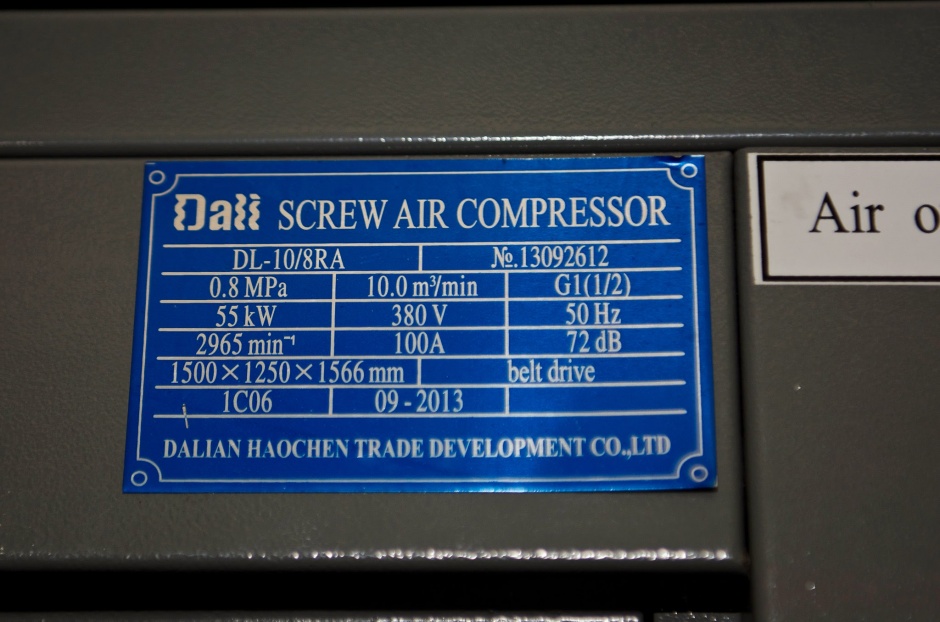 Dali SCREW AIR COMPRESSOR
DL-10/8RA №.13092612
0.8 MPa 10.0 m³/min G1(1/2)
55 kW 380 V 50 Hz
2965 min⁻¹ 100A 72 dB
1500×1250×1566 mm belt drive
1C06 09-2013
DALIAN HAOCHEN TRADE DEVELOPMENT CO.,LTD
Air